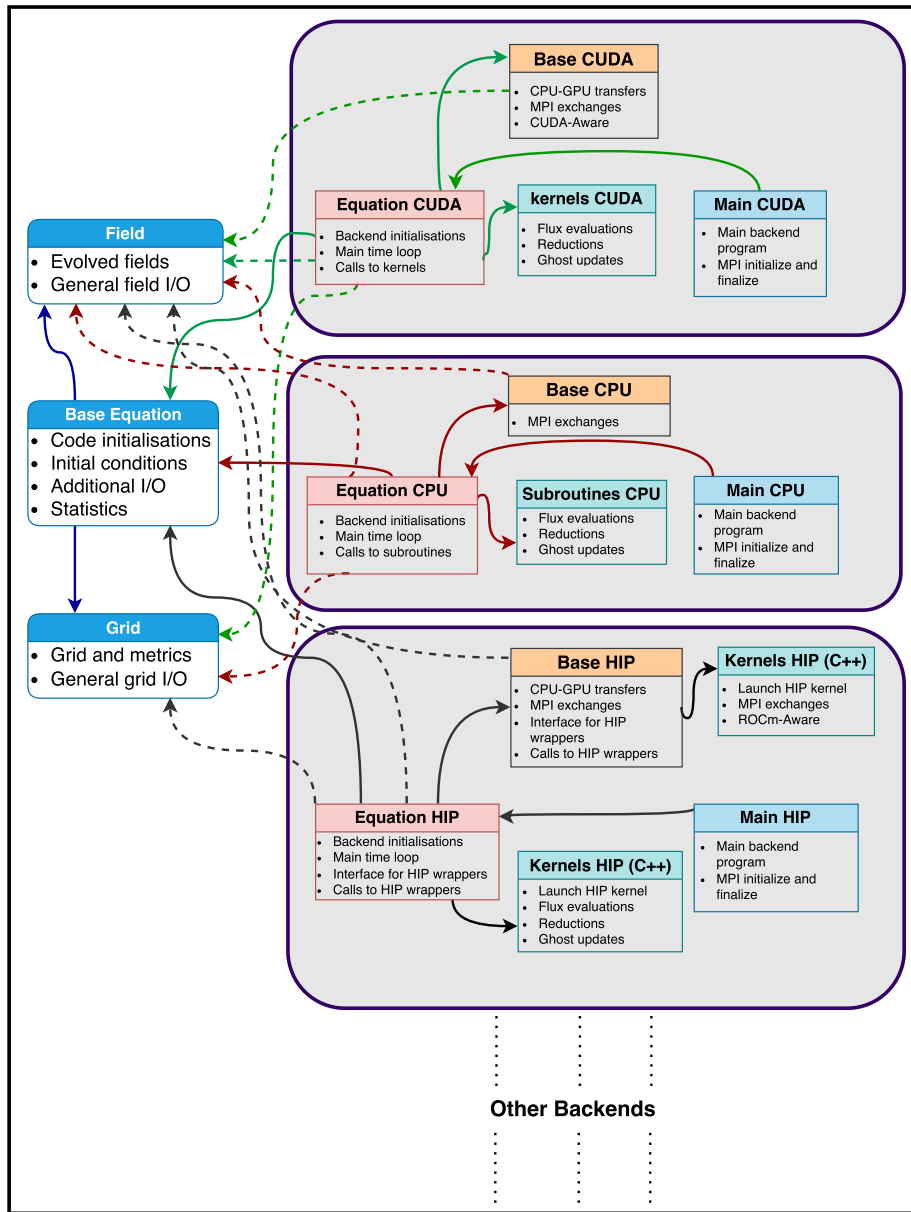 Base CUDA
CPU-GPU transfers
MPI exchanges
CUDA-Aware
Equation CUDA
Backend initialisations
Main time loop
Calls to kernels
kernels CUDA
Flux evaluations
Reductions
Ghost updates
Main CUDA
Main backend
program
MPI initialize and
finalize
Field
Evolved fields
General field I/O
Base Equation
Code initialisations
Initial conditions
Additional I/O
Statistics
Grid
Grid and metrics
General grid I/O
Base CPU
MPI exchanges
Equation CPU
Backend initialisations
Main time loop
Calls to subroutines
Subroutines CPU
Flux evaluations
Reductions
Ghost updates
Main CPU
Main backend
program
MPI initialize and
finalize
Base HIP
CPU-GPU transfers
MPI exchanges
Interface for HIP
wrappers
Calls to HIP wrappers
Kernels HIP (C++)
Launch HIP kernel
MPI exchanges
ROCm-Aware
Equation HIP
Backend initialisations
Main time loop
Interface for HIP wrappers
Calls to HIP wrappers
Kernels HIP (C++)
Launch HIP kernel
Flux evaluations
Reductions
Ghost updates
Main HIP
Main backend
program
MPI initialize and
finalize
Other Backends